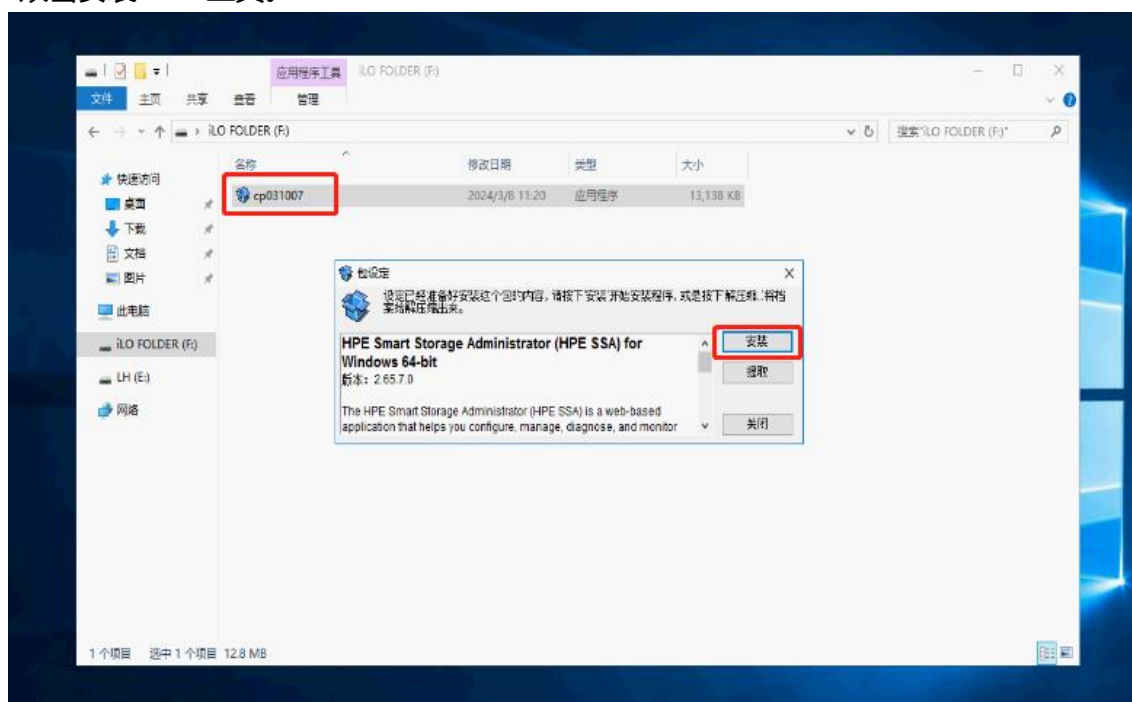 应用程序工具 iLO FOLDER (F:)
文件 主页 共享 查看 管理
iLO FOLDER (F:) 搜索"iLO FOLDER (F:)"
名称 修改日期 类型 大小
快速访问
cp031007 2024/3/8 11:20 应用程序 13,138 KB
桌面
下载
文档
图片
此电脑
iLO FOLDER (F:)
LH (E:)
网络
包设定
设定已经准备好安装这个包的内容,请按下'安装'开始安装程序,或是按下'解压缩'将档
案给解压缩出来。
HPE Smart Storage Administrator (HPE SSA) for
Windows 64-bit
版本: 2.65.7.0
The HPE Smart Storage Administrator (HPE SSA) is a web-based
application that helps you configure, manage, diagnose, and monitor
安装
提取
关闭
1 个项目 选中 1 个项目 12.8 MB